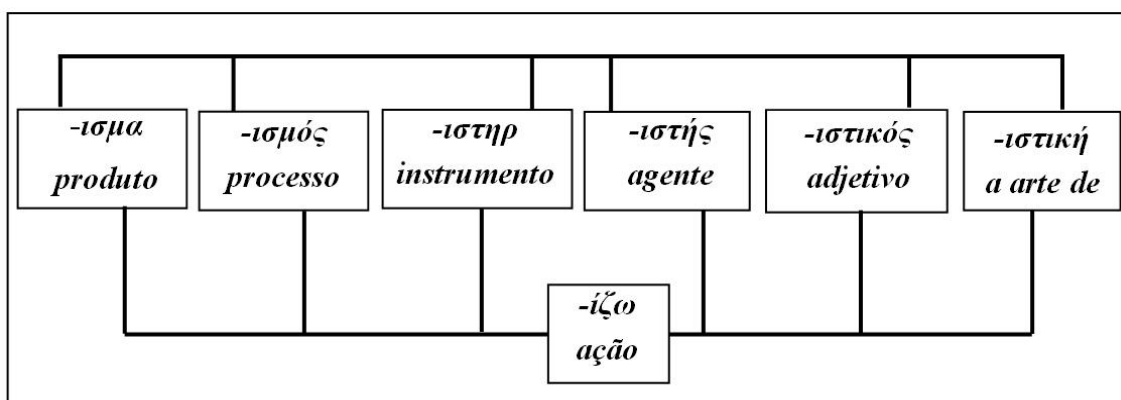 -ισμα
produto
-ισμός
processo
-ιστηρ
instrumento
-ιστής
agente
-ιστικός
adjetivo
-ιστική
a arte de
-ίζω
ação